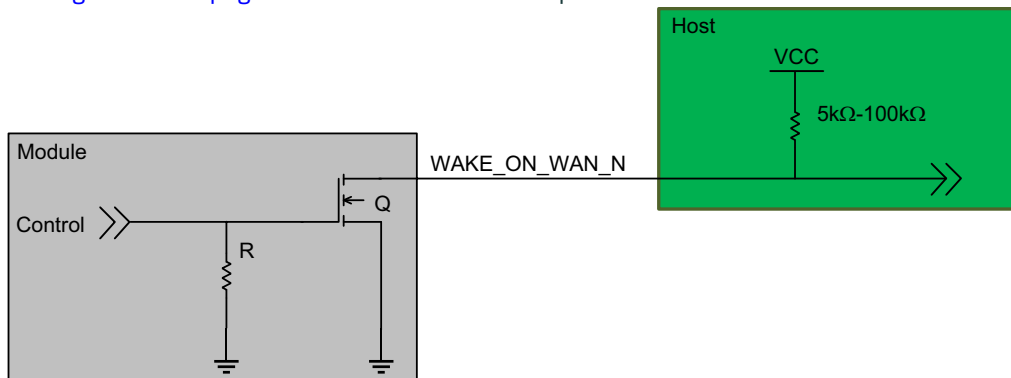 Host
VCC
5kΩ-100kΩ
Module
WAKE_ON_WAN_N
Q
Control
R